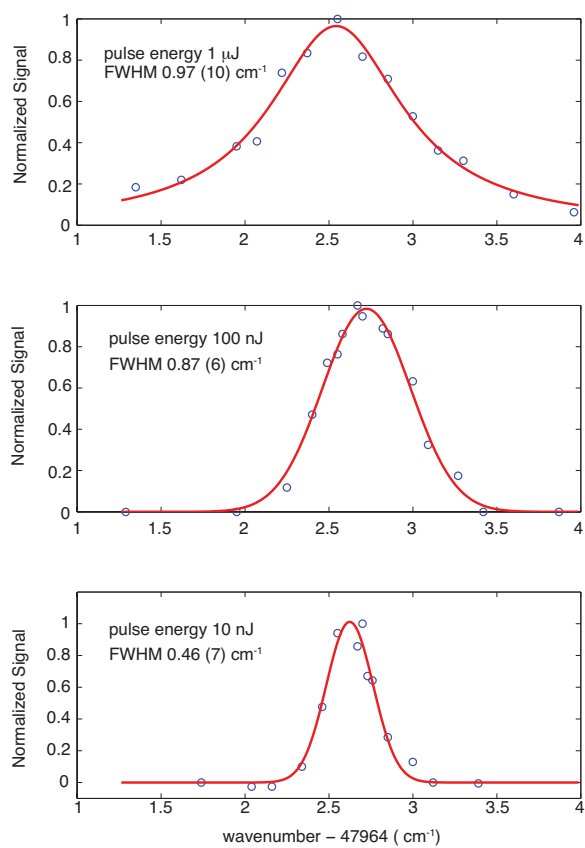 1
0.8
0.6
0.4
0.2
0
Normalized Signal
pulse energy 1 μJ
FWHM 0.97 (10) cm⁻¹
1 1.5 2 2.5 3 3.5 4
1
0.8
0.6
0.4
0.2
0
Normalized Signal
pulse energy 100 nJ
FWHM 0.87 (6) cm⁻¹
1 1.5 2 2.5 3 3.5 4
1
0.8
0.6
0.4
0.2
0
Normalized Signal
pulse energy 10 nJ
FWHM 0.46 (7) cm⁻¹
1 1.5 2 2.5 3 3.5 4
wavenumber – 47964 ( cm⁻¹)